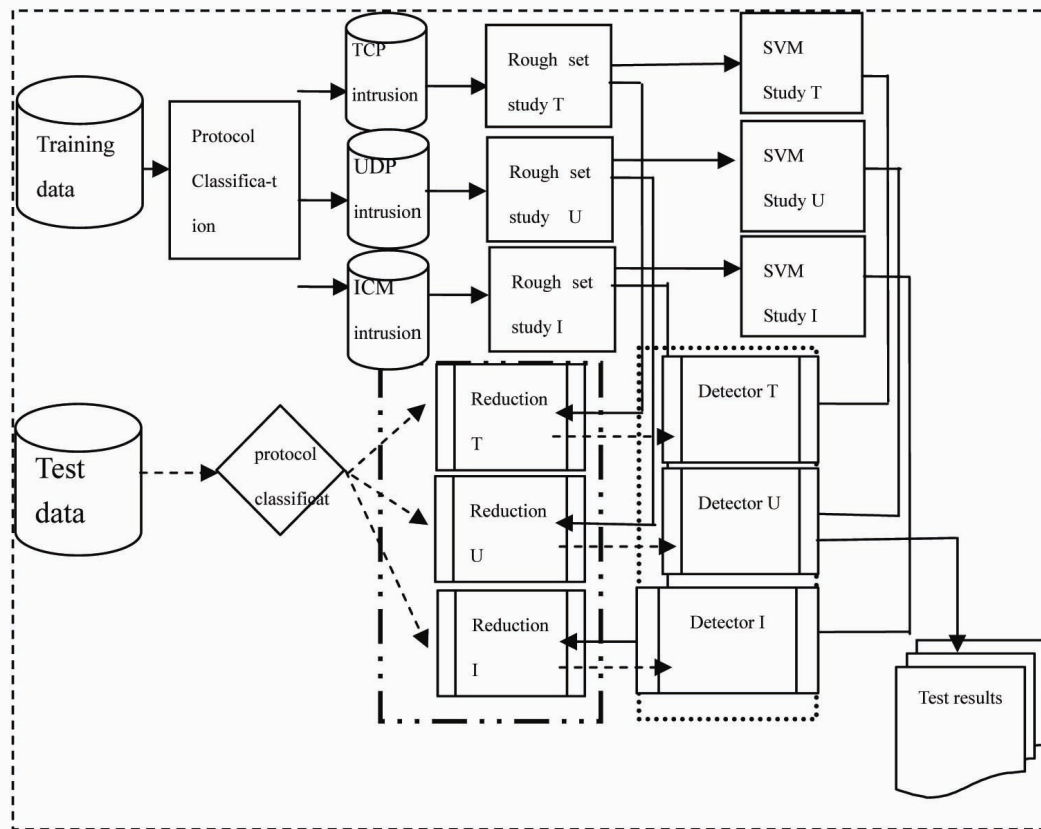 TCP
intrusion
Rough set
study T
SVM
Study T
Training
data
Protocol
Classifica-t
ion
UDP
intrusion
Rough set
study U
SVM
Study U
ICM
intrusion
Rough set
study I
SVM
Study I
Test
data
protocol
classificat
Reduction
T
Detector T
Reduction
U
Detector U
Reduction
I
Detector I
Test results